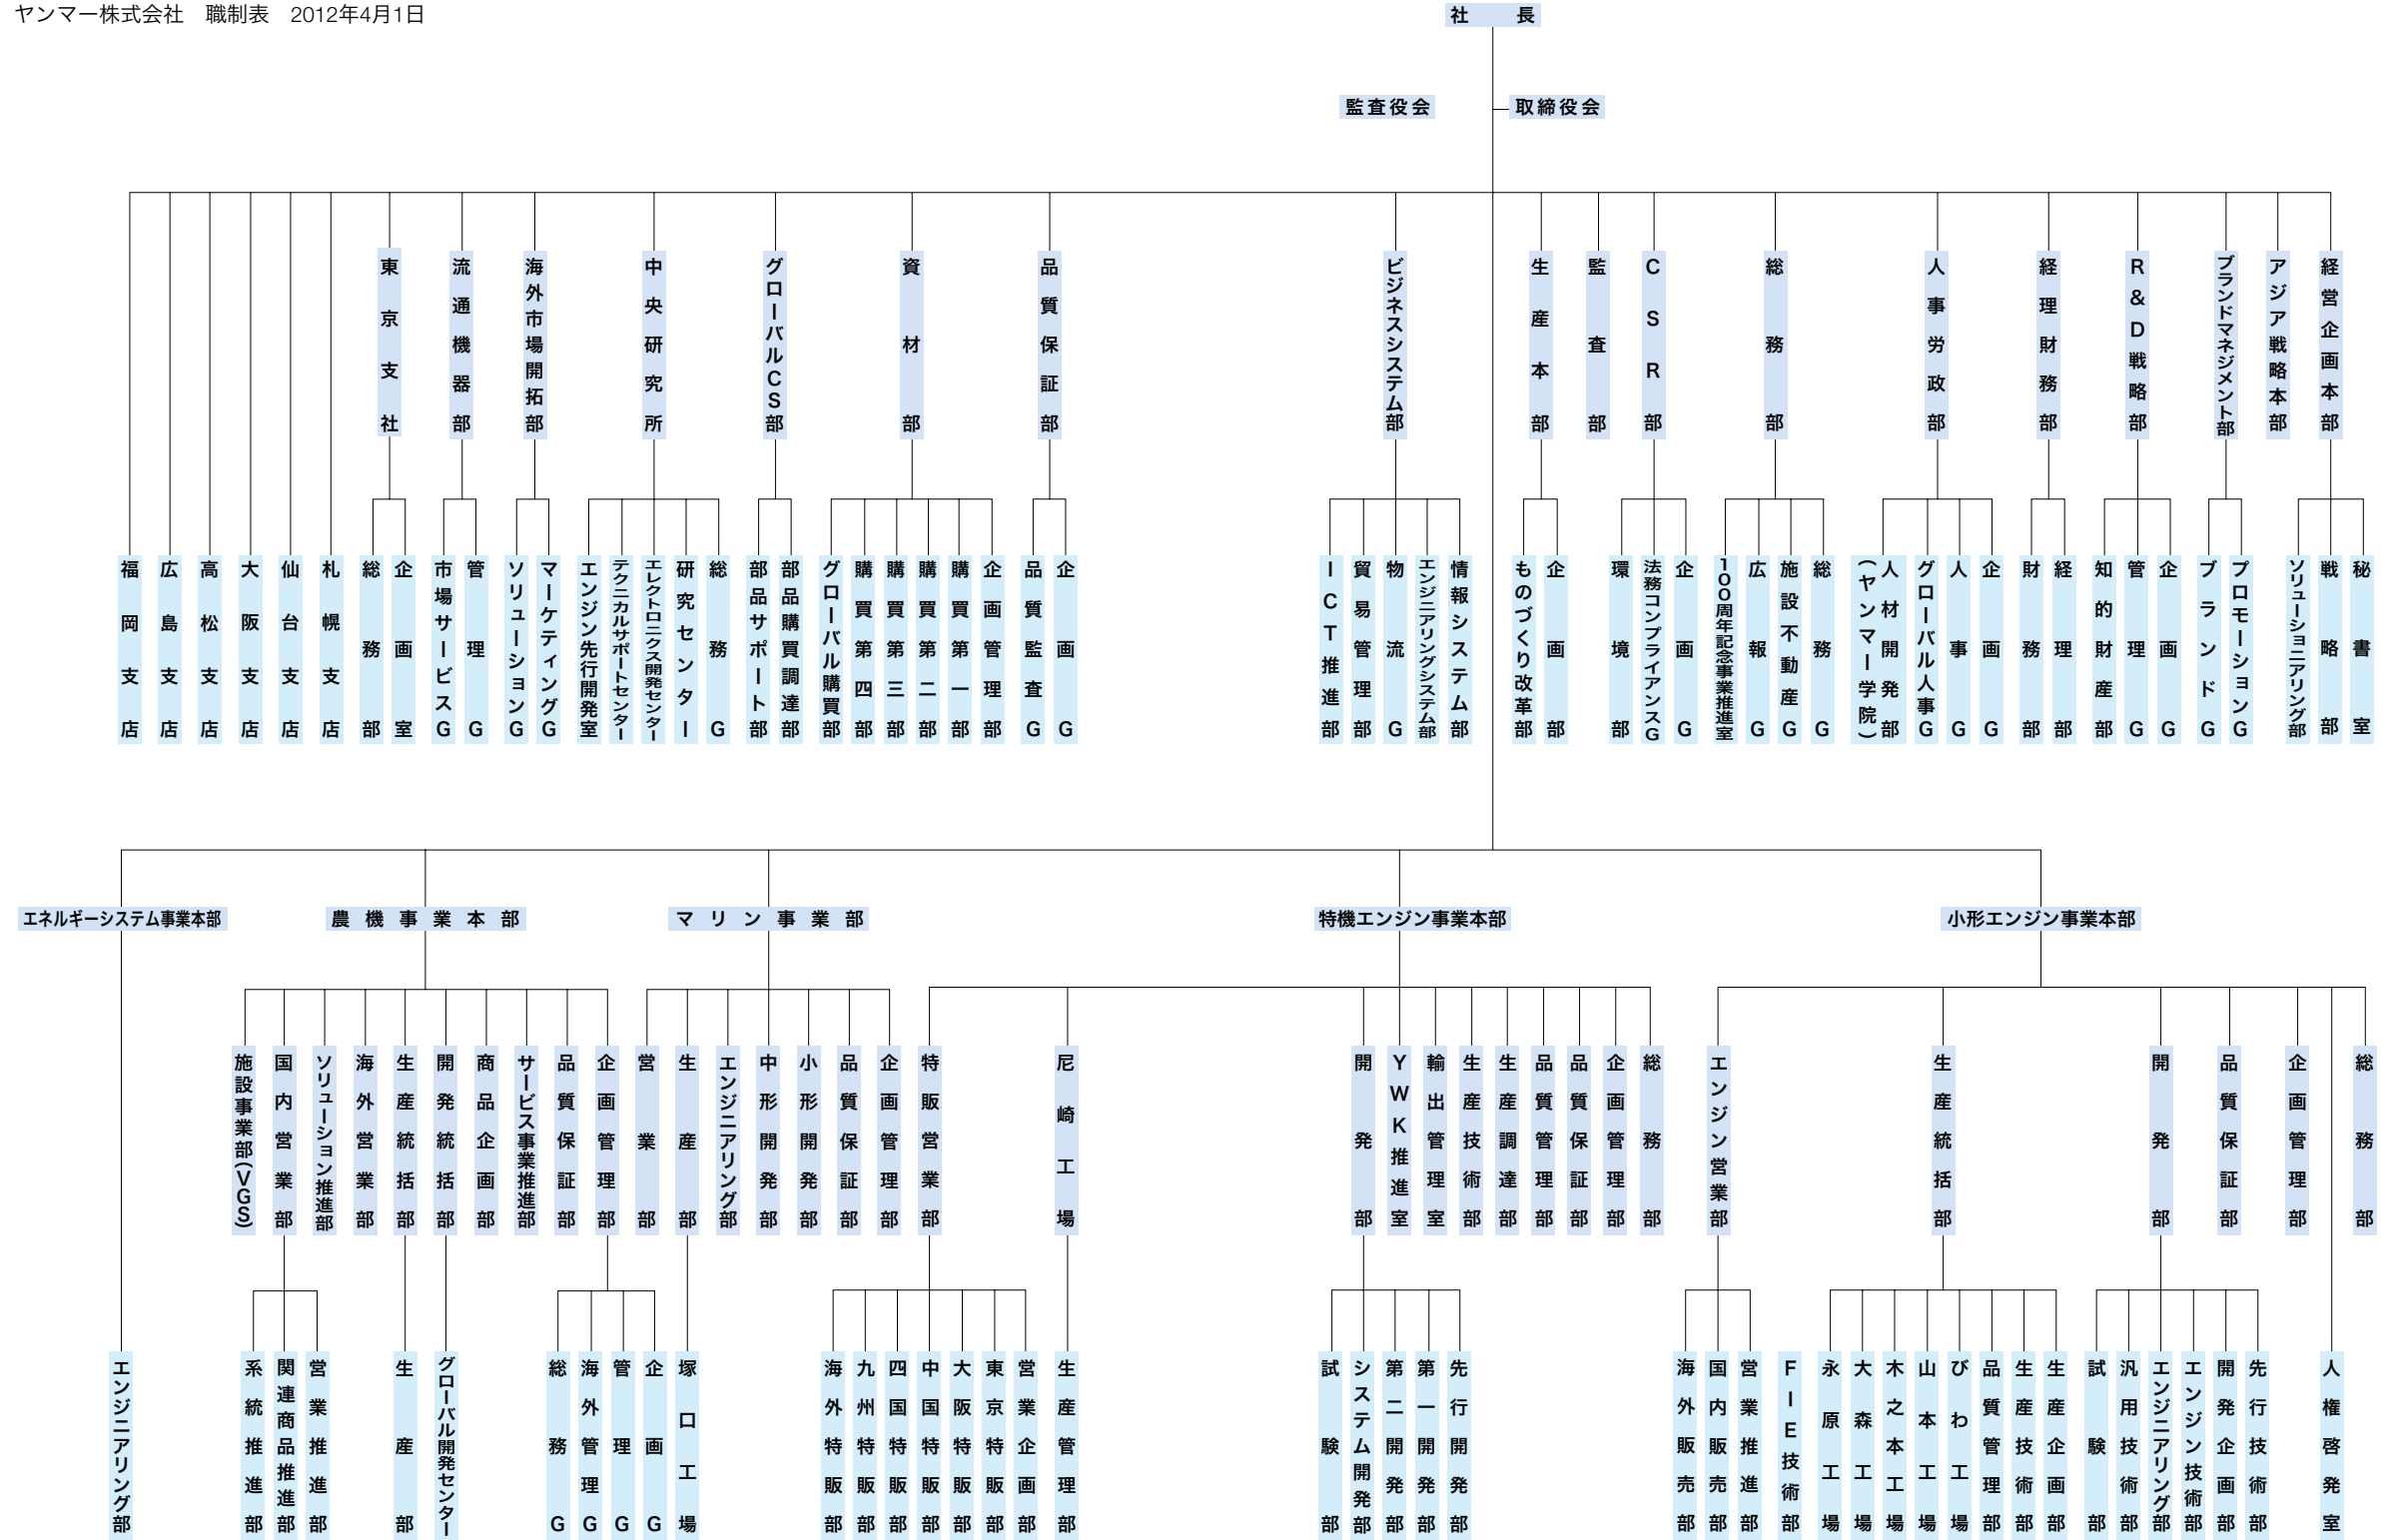 ヤンマー株式会社　職制表　2012年4月1日
社長
監査役会
取締役会
東京支社
流通機器部
海外市場開拓部
中央研究所
グローバルCS部
資材部
品質保証部
ビジネスシステム部
生産本部
監査部
CSR部
総務部
人事労政部
経理財務部
R&D戦略部
ブランドマネジメント部
アジア戦略本部
経営企画本部
福岡支店
広島支店
高松支店
大阪支店
仙台支店
札幌支店
総務部
企画室
市場サービスG
管理G
ソリューションG
マーケティングG
エンジン先行開発室
テクニカルサポートセンター
エレクトロニクス開発センター
研究センター
総務G
部品サポート部
部品購買調達部
グローバル購買部
購買第四部
購買第三部
購買第二部
購買第一部
企画管理部
品質監査G
企画G
ICT推進部
貿易管理部
物流G
エンジニアリングシステム部
情報システム部
ものづくり改革部
企画部
環境部
法務コンプライアンスG
企画G
100周年記念事業推進室
広報G
施設不動産G
総務G
人材開発部
(ヤンマー学院)
グローバル人事G
人事G
企画G
財務部
経理部
知的財産部
管理G
企画G
ブランドG
プロモーションG
ソリューショニアリング部
戦略部
秘書室
エネルギーシステム事業本部
農機事業本部
マリン事業部
特機エンジン事業本部
小形エンジン事業本部
施設事業部(VGS)
国内営業部
ソリューション推進部
海外営業部
生産統括部
開発統括部
商品企画部
サービス事業推進部
品質保証部
企画管理部
営業部
生産部
エンジニアリング部
中形開発部
小形開発部
品質保証部
企画管理部
特販営業部
尼崎工場
開発部
YWK推進室
輸出管理室
生産技術部
生産調達部
品質管理部
品質保証部
企画管理部
総務部
エンジン営業部
生産統括部
開発部
品質保証部
企画管理部
総務部
エンジニアリング部
系統推進部
関連商品推進部
営業推進部
生産部
グローバル開発センター
総務G
海外管理G
管理G
企画G
塚口工場
海外特販部
九州特販部
四国特販部
中国特販部
大阪特販部
東京特販部
営業企画部
生産管理部
試験部
システム開発部
第二開発部
第一開発部
先行開発部
海外販売部
国内販売部
営業推進部
FIE技術部
永原工場
大森工場
木之本工場
山本工場
びわ工場
品質管理部
生産技術部
生産企画部
試験部
汎用技術部
エンジニアリング部
エンジン技術部
開発企画部
先行技術部
人権啓発室